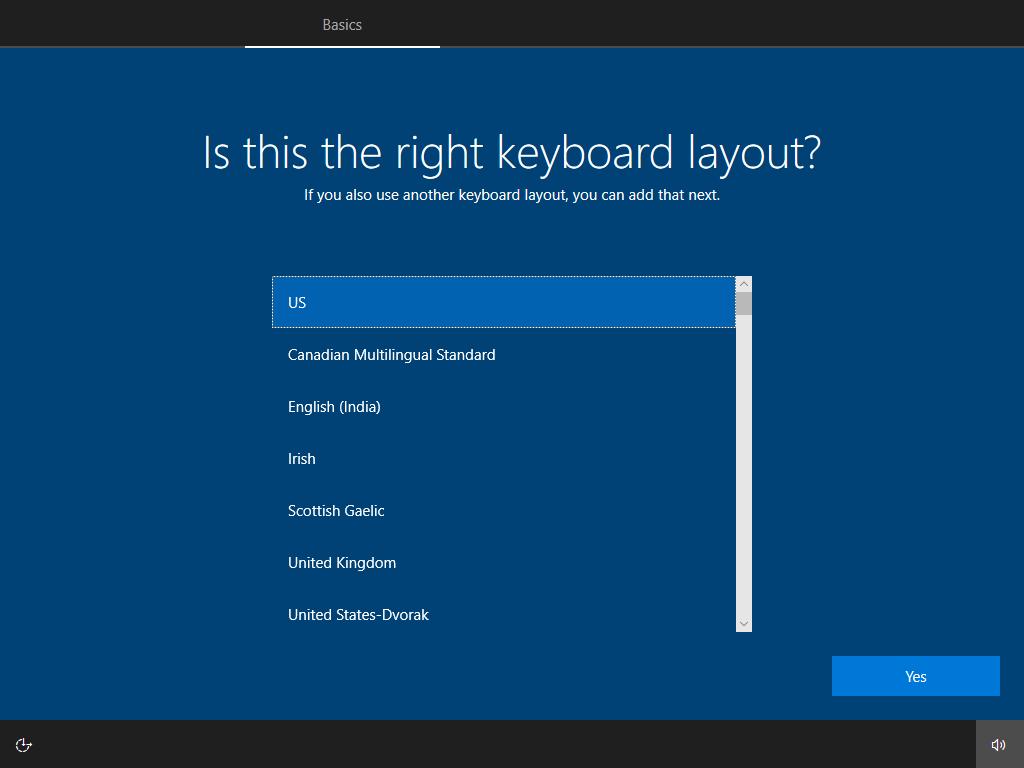 Basics
Is this the right keyboard layout?
If you also use another keyboard layout, you can add that next.
US
Canadian Multilingual Standard
English (India)
Irish
Scottish Gaelic
United Kingdom
United States-Dvorak
Yes